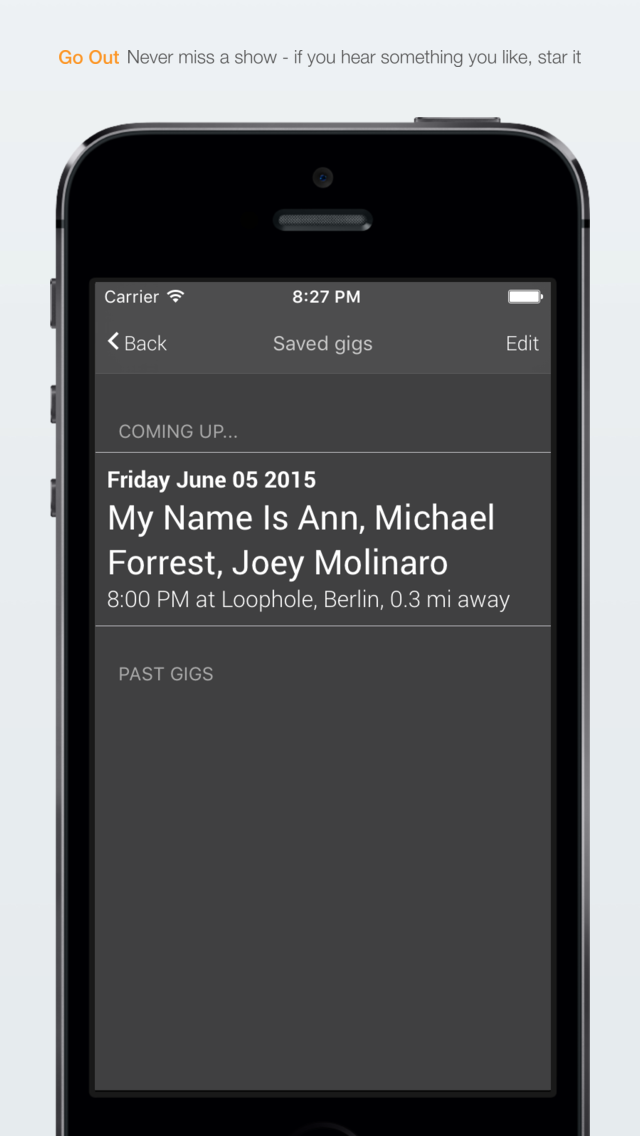 Go Out Never miss a show - if you hear something you like, star it
Carrier 8:27 PM
Back Saved gigs Edit
COMING UP...
Friday June 05 2015
My Name Is Ann, Michael
Forrest, Joey Molinaro
8:00 PM at Loophole, Berlin, 0.3 mi away
PAST GIGS